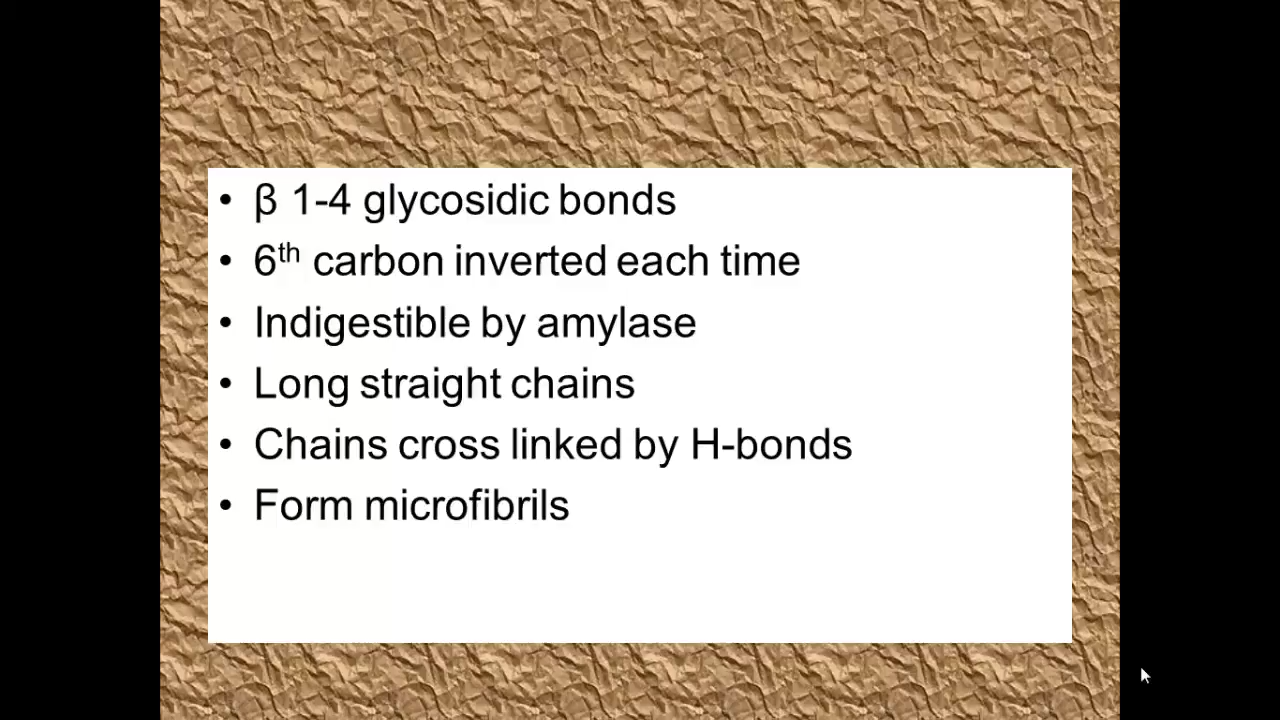 • β 1-4 glycosidic bonds
• 6th carbon inverted each time
• Indigestible by amylase
• Long straight chains
• Chains cross linked by H-bonds
• Form microfibrils